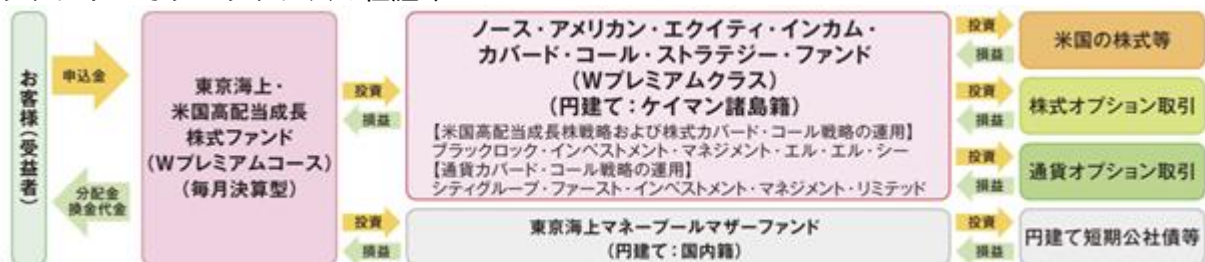 お客様(受益者)
申込金
分配金
換金代金
東京海上・
米国高配当成長
株式ファンド
(Wプレミアムコース)
(毎月決算型)
投資
損益
ノース・アメリカン・エクイティ・インカム・
カバード・コール・ストラテジー・ファンド
(Wプレミアムクラス)
(円建て:ケイマン諸島籍)
【米国高配当成長株戦略および株式カバード・コール戦略の運用】
ブラックロック・インベストメント・マネジメント・エル・エル・シー
【通貨カバード・コール戦略の運用】
シティグループ・ファースト・インベストメント・マネジメント・リミテッド
投資
損益
米国の株式等
投資
損益
株式オプション取引
投資
損益
通貨オプション取引
投資
損益
東京海上マネープールマザーファンド
(円建て:国内籍)
投資
損益
円建て短期公社債等